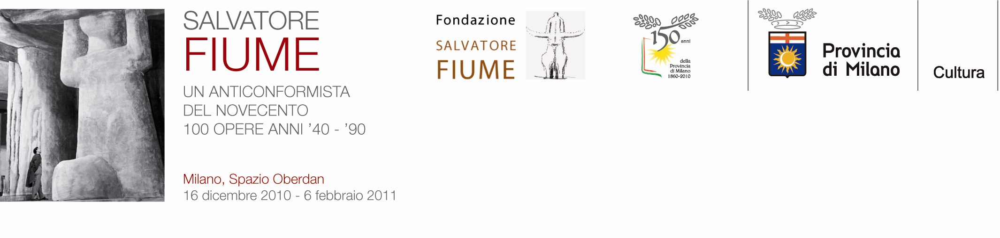 SALVATORE
FIUME
UN ANTICONFORMISTA
DEL NOVECENTO
100 OPERE ANNI ’40 - ’90
Milano, Spazio Oberdan
16 dicembre 2010 - 6 febbraio 2011
Fondazione
SALVATORE
FIUME
150 anni
della
Provincia
di Milano
1860-2010
Provincia
di Milano
Cultura